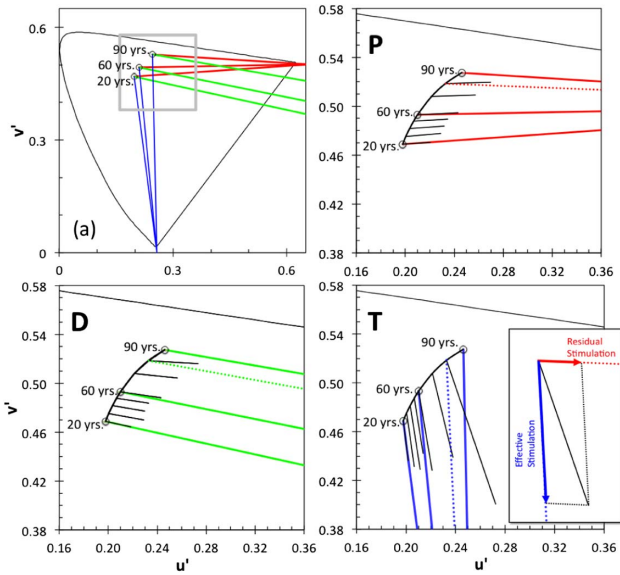 0.6
0.3
0
0
0.3
0.6
v'
90 yrs.
60 yrs.
20 yrs.
(a)
0.58
0.54
0.50
0.46
0.42
0.38
0.16
0.20
0.24
0.28
0.32
0.36
P
90 yrs.
60 yrs.
20 yrs.
0.58
0.54
0.50
0.46
0.42
0.38
0.16
0.20
0.24
0.28
0.32
0.36
v'
u'
D
90 yrs.
60 yrs.
20 yrs.
0.58
0.54
0.50
0.46
0.42
0.38
0.16
0.20
0.24
0.28
0.32
0.36
u'
T
90 yrs.
60 yrs.
20 yrs.
Residual
Stimulation
Effective
Stimulation